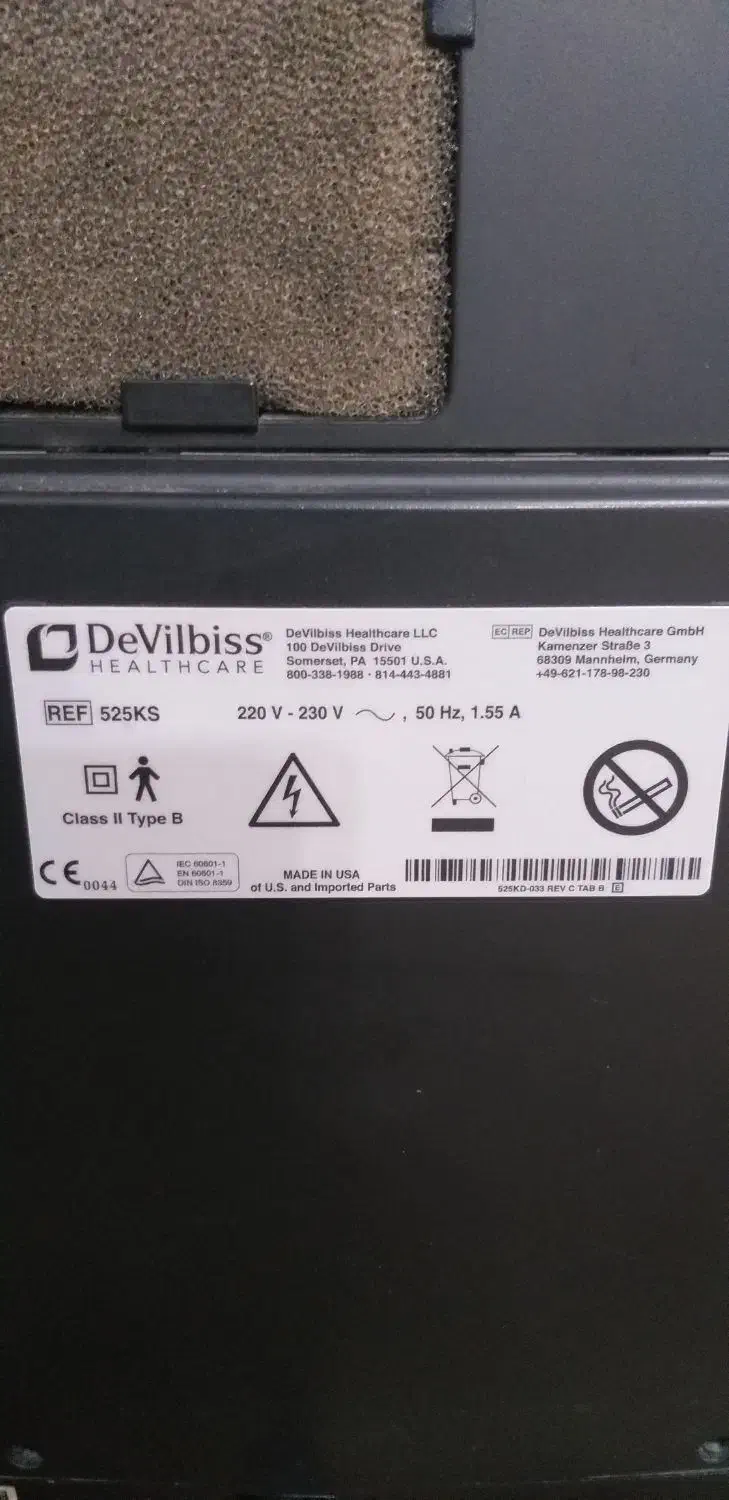 DeVilbiss®
HEALTHCARE
DeVilbiss Healthcare LLC
100 DeVilbiss Drive
Somerset, PA 15501 U.S.A.
800-338-1988 · 814-443-4881
EC REP DeVilbiss Healthcare GmbH
Kamenzer Straße 3
68309 Mannheim, Germany
+49-621-178-98-230
REF 525KS
220 V - 230 V ~, 50 Hz, 1.55 A
Class II Type B
CE 0044
IEC 60601-1
EN 60601-1
DIN ISO 8359
MADE IN USA
of U.S. and Imported Parts
525KD-033 REV C TAB B E